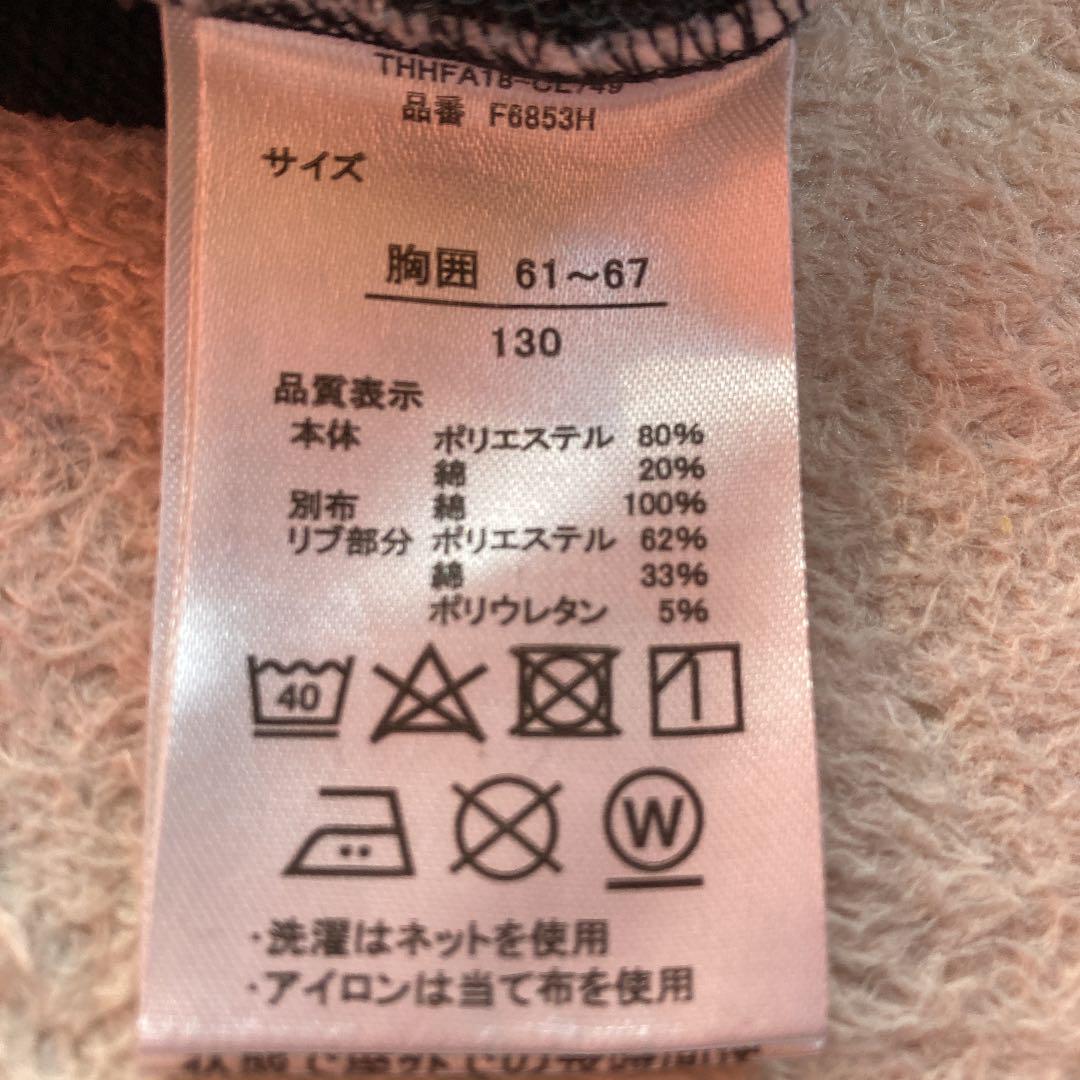 品番 F6853H
サイズ
胸囲 61～67
130
品質表示
本体 ポリエステル 80%
綿 20%
別布 綿 100%
リブ部分 ポリエステル 62%
綿 33%
ポリウレタン 5%
40
W
・洗濯はネットを使用
・アイロンは当て布を使用